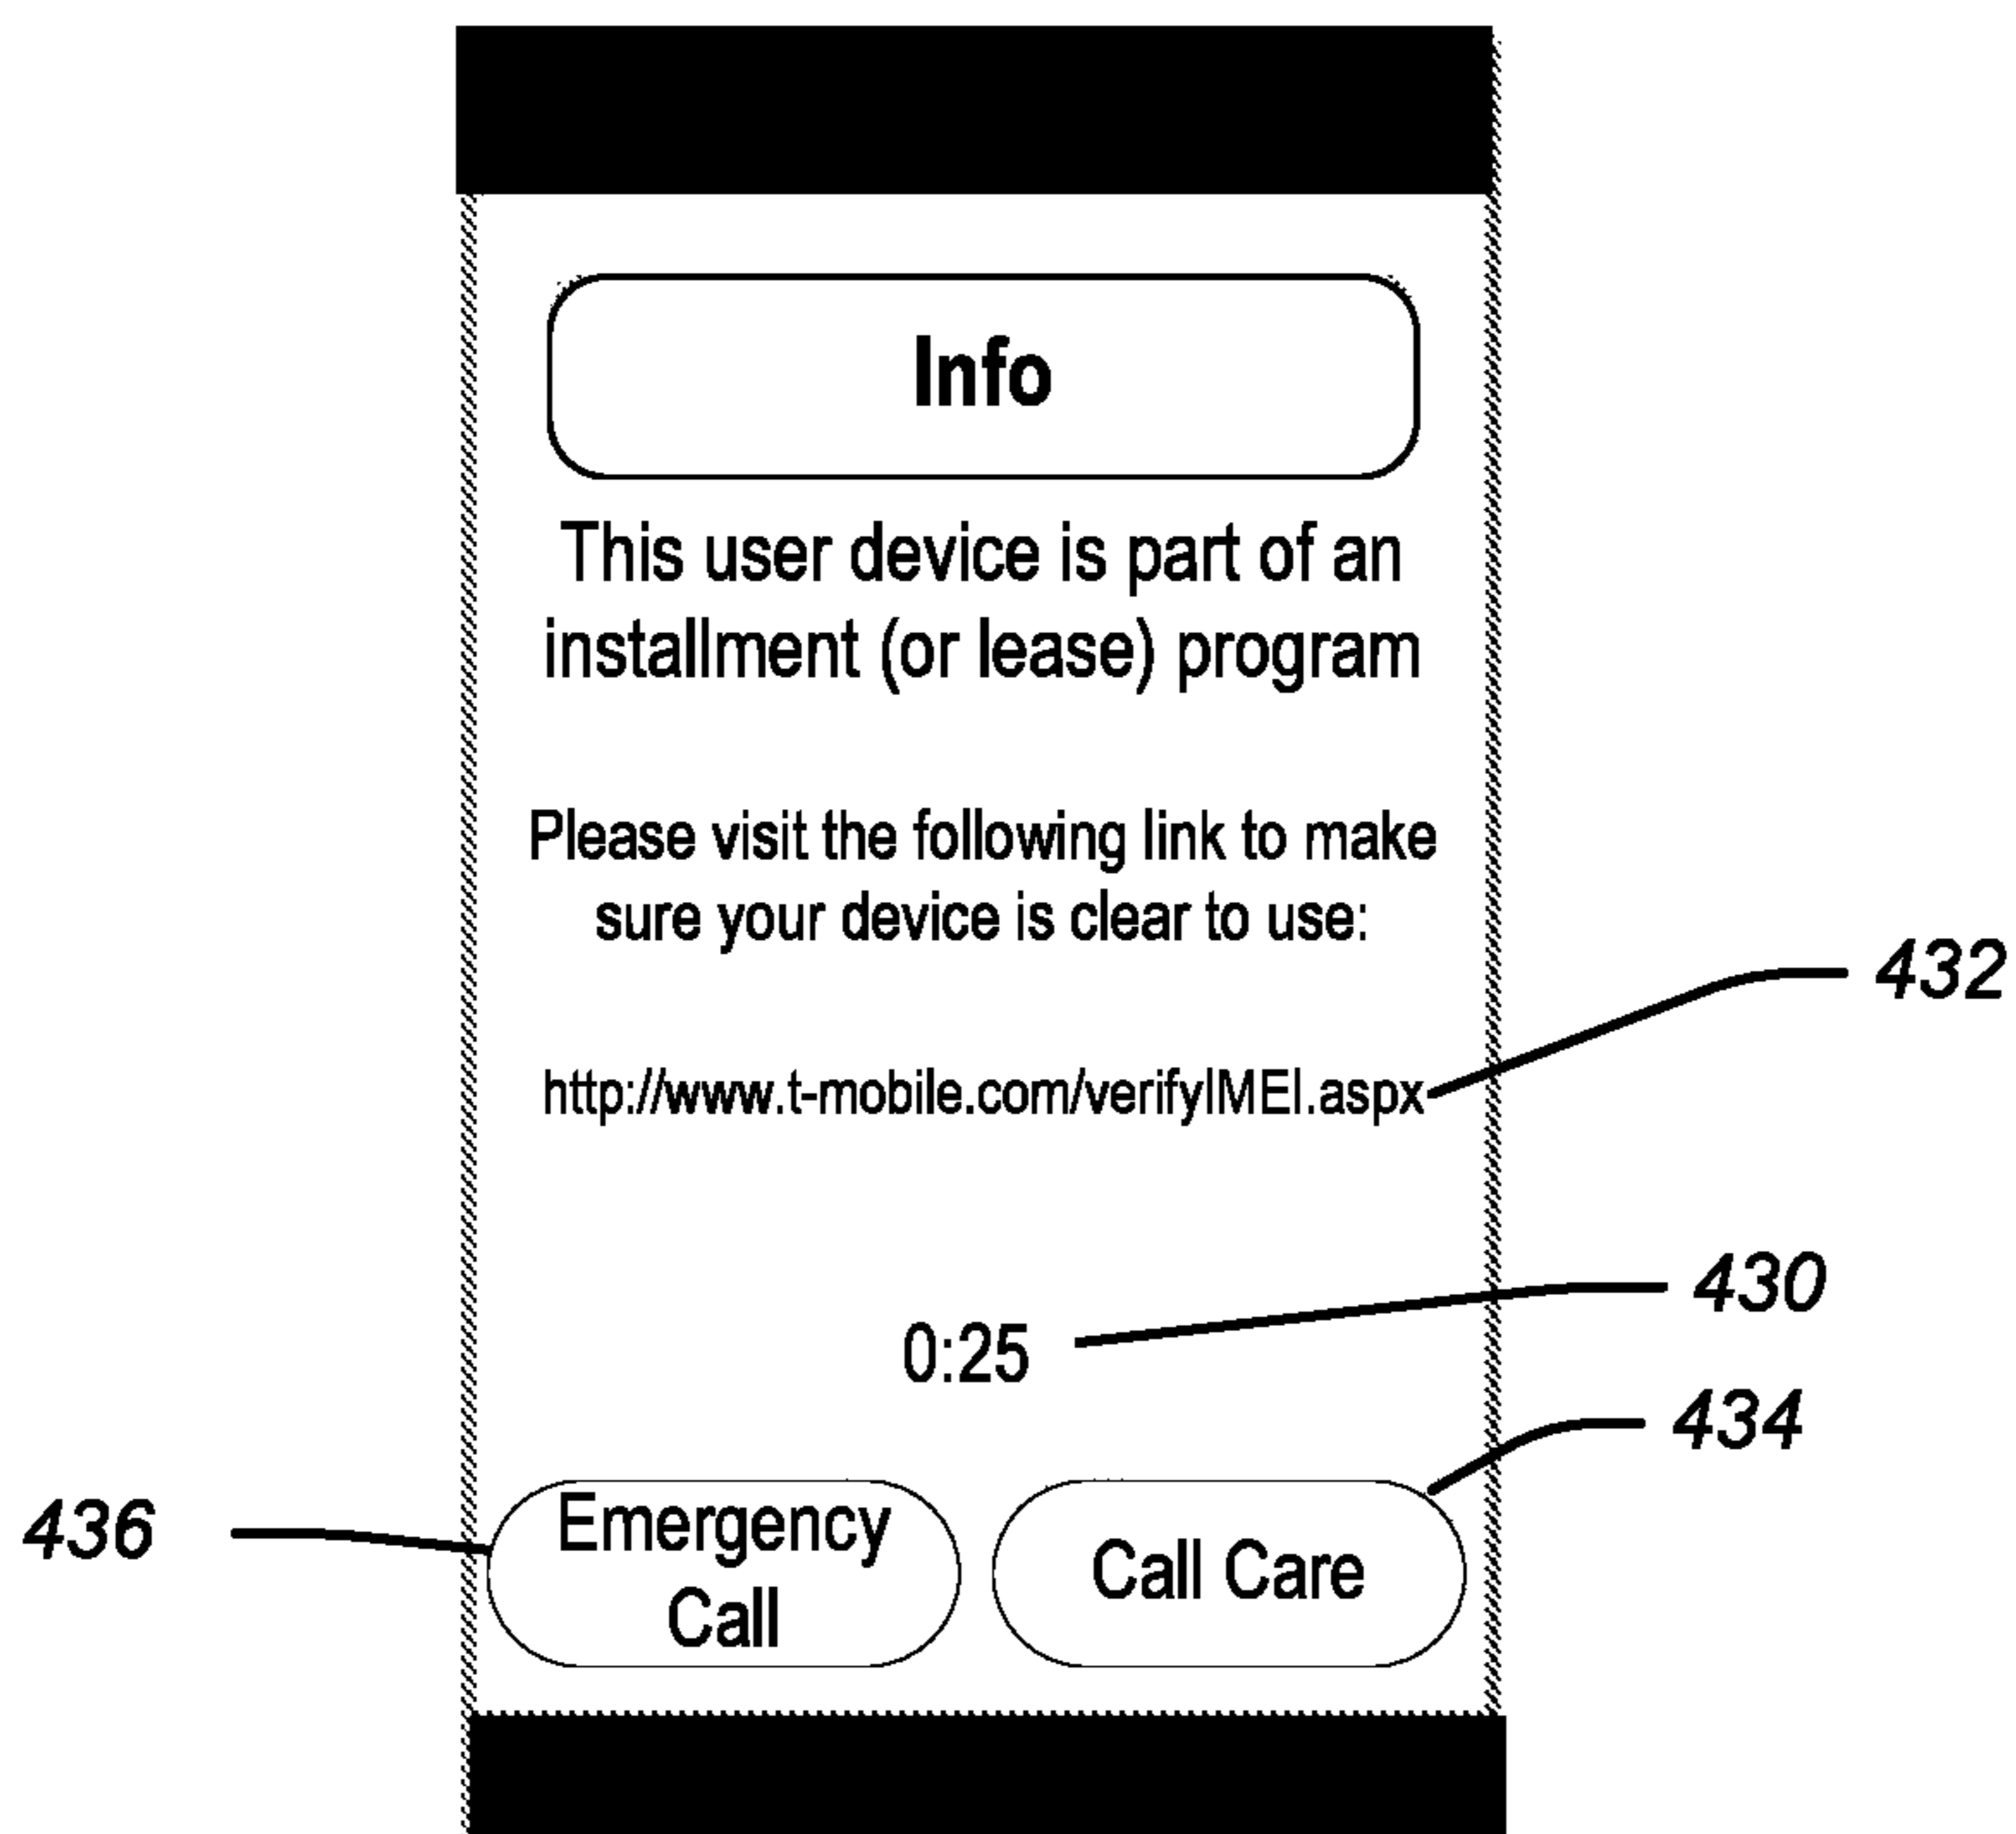 Info
This user device is part of an
installment (or lease) program
Please visit the following link to make
sure your device is clear to use:
432
http://www.t-mobile.com/verifyIMEI.aspx
430
0:25
434
436
Emergency
Call
Call Care